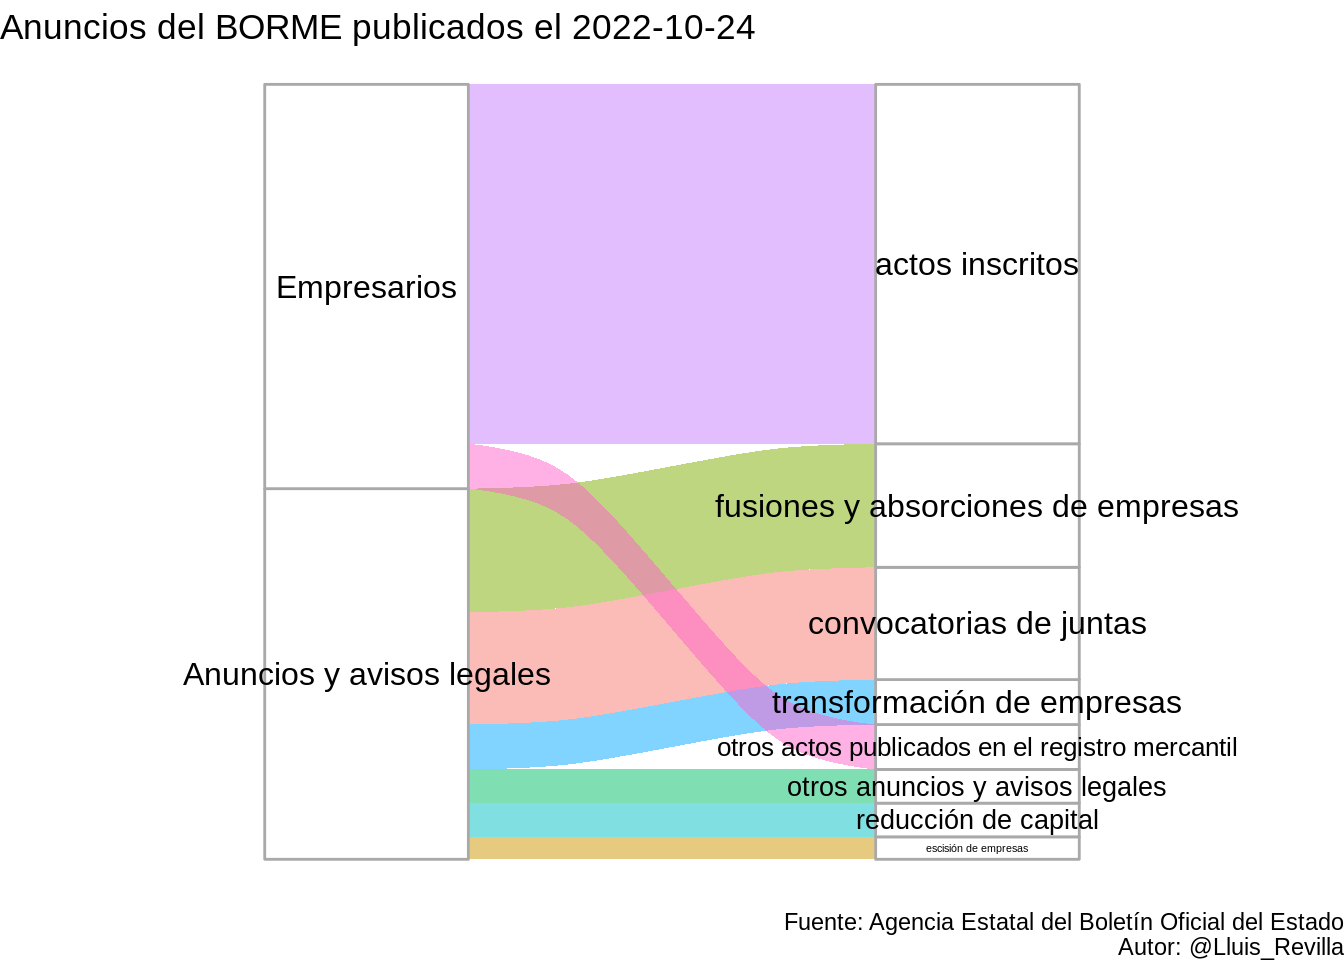 Anuncios del BORME publicados el 2022-10-24
Empresarios
Anuncios y avisos legales
actos inscritos
fusiones y absorciones de empresas
convocatorias de juntas
transformación de empresas
otros actos publicados en el registro mercantil
otros anuncios y avisos legales
reducción de capital
escisión de empresas
Fuente: Agencia Estatal del Boletín Oficial del Estado
Autor: @Lluis_Revilla